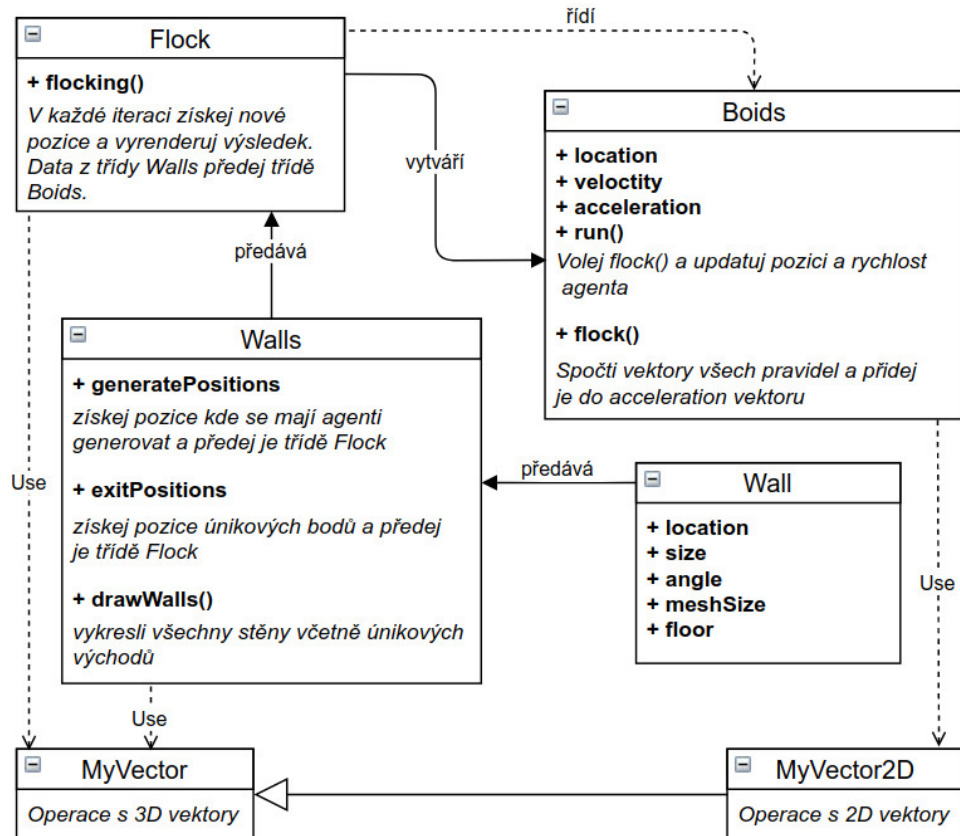 řídí
Flock
+ flocking()
V každé iteraci získej nové
pozice a vyrenderuj výsledek.
Data z třídy Walls předej třídě
Boids.
vytváří
Boids
+ location
+ veloctity
+ acceleration
+ run()
Volej flock() a updatuj pozici a rychlost
agenta
+ flock()
Spočti vektory všech pravidel a přidej
je do acceleration vektoru
předává
Walls
+ generatePositions
získej pozice kde se mají agenti
generovat a předej je třídě Flock
+ exitPositions
získej pozice únikových bodů a předej
je třídě Flock
+ drawWalls()
vykresli všechny stěny včetně únikových
východů
předává
Wall
+ location
+ size
+ angle
+ meshSize
+ floor
Use
Use
Use
MyVector
Operace s 3D vektory
MyVector2D
Operace s 2D vektory